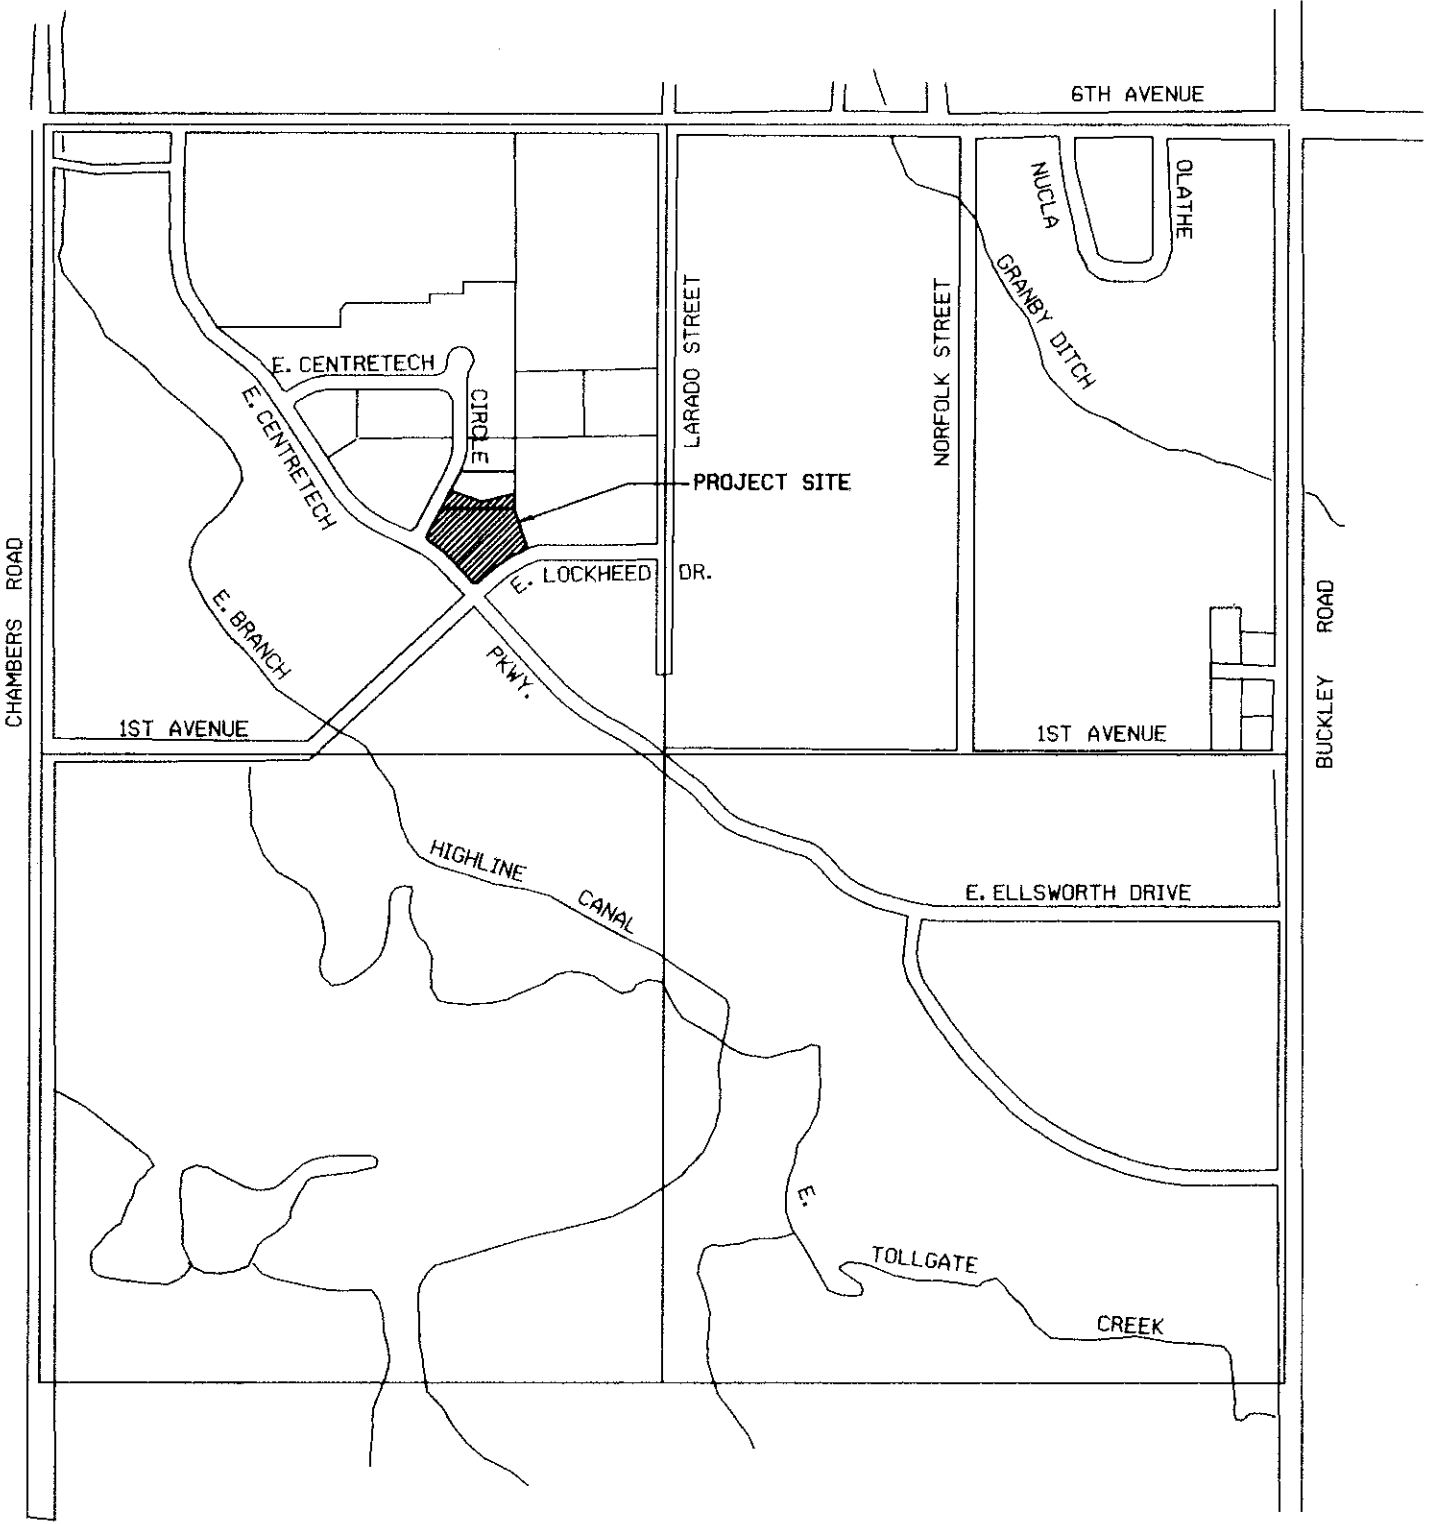 6TH AVENUE
NUCLA
OLATHE
GRANBY DITCH
LARADO STREET
NORFOLK STREET
E. CENTRETECH
CIRCLE
E. CENTRETECH
PKWY.
PROJECT SITE
E. LOCKHEED DR.
CHAMBERS ROAD
E. BRANCH
BUCKLEY ROAD
1ST AVENUE
1ST AVENUE
HIGHLINE
CANAL
E. ELLSWORTH DRIVE
E.
TOLLGATE
CREEK